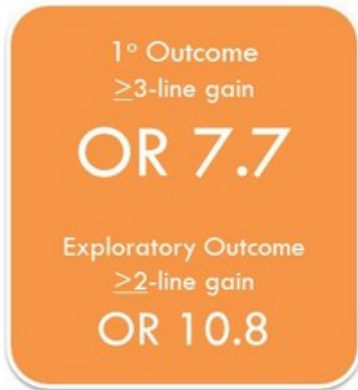 1° Outcome
≥3-line gain
OR 7.7
Exploratory Outcome
≥2-line gain
OR 10.8